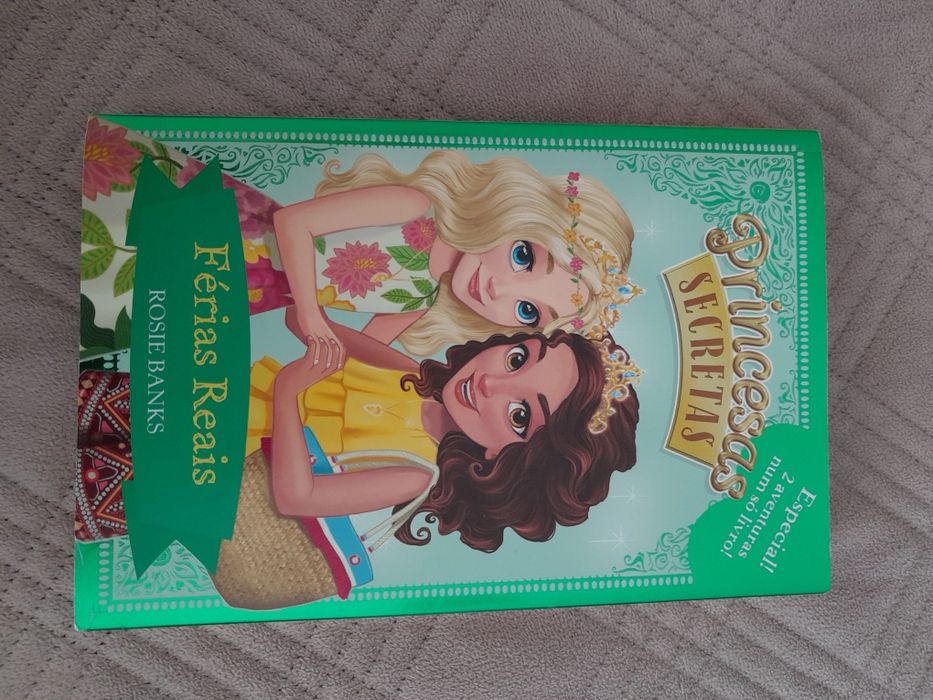 Princesas
SECRETAS
Especial!
2 aventuras
num só livro!
Férias Reais
ROSIE BANKS